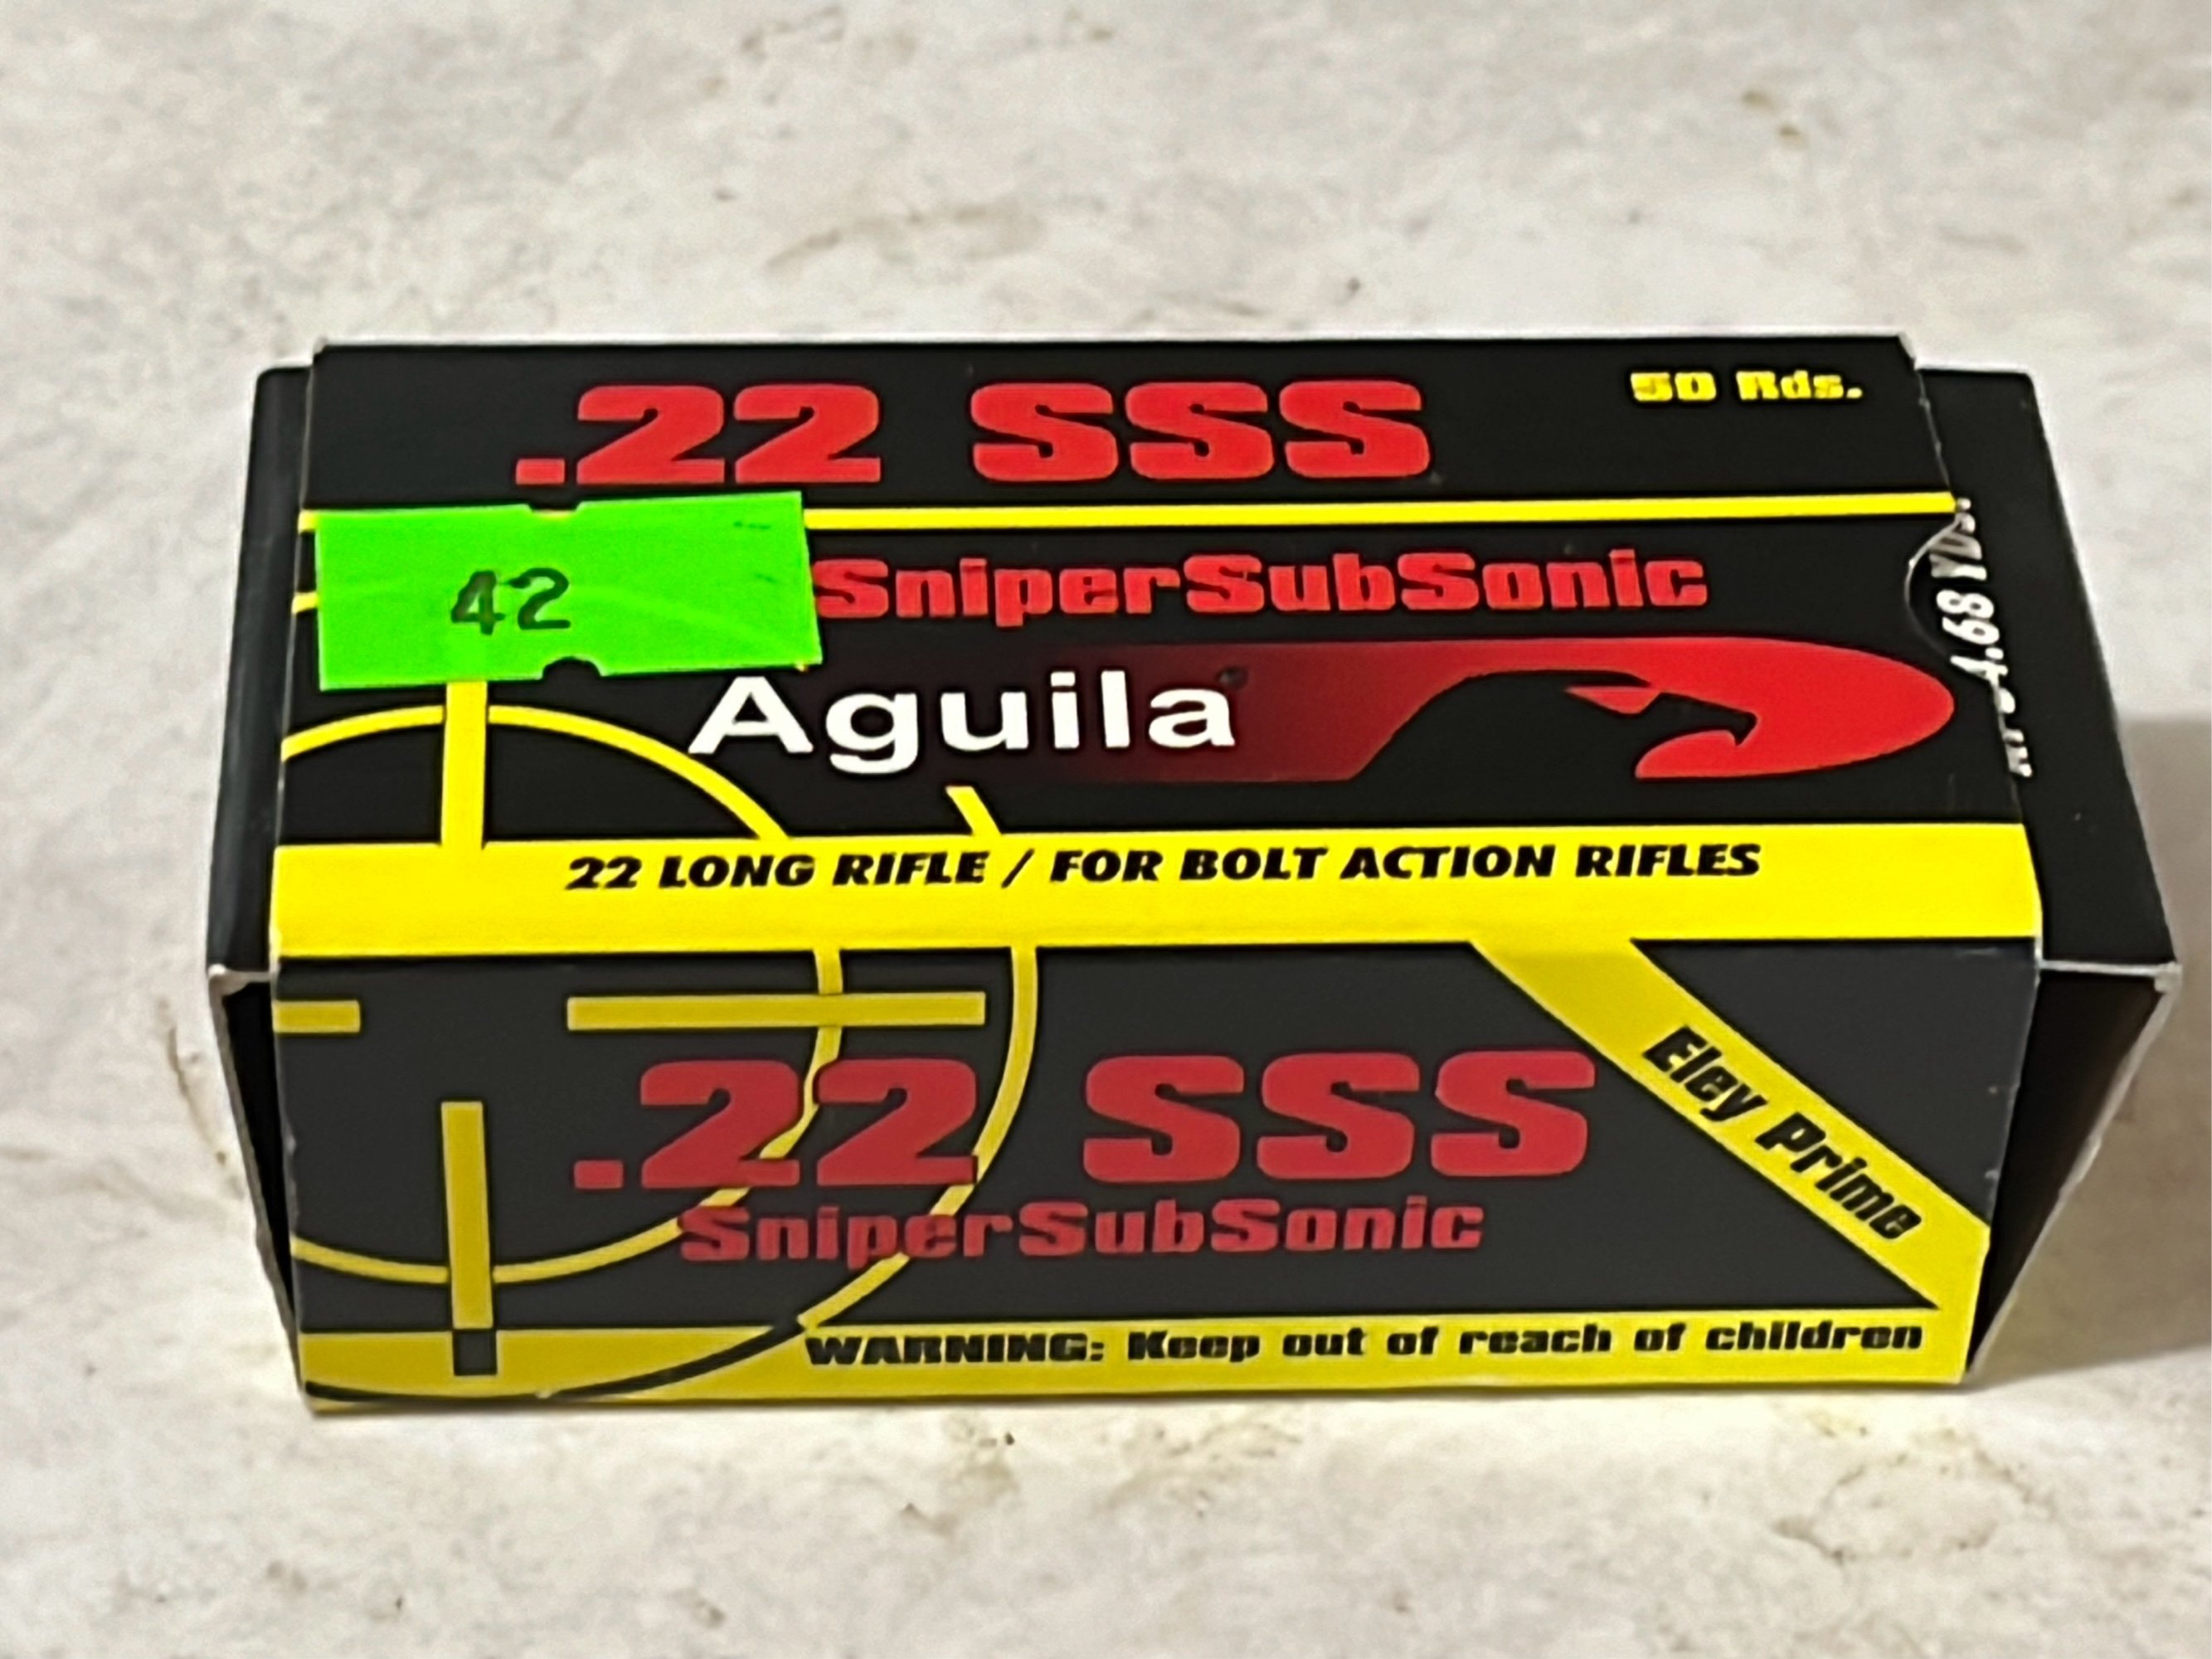 .22 SSS
50 Rds.
42
SniperSubSonic
Aguila
22 LONG RIFLE / FOR BOLT ACTION RIFLES
.22 SSS
SniperSubSonic
Eley Prime
WARNING: Keep out of reach of children